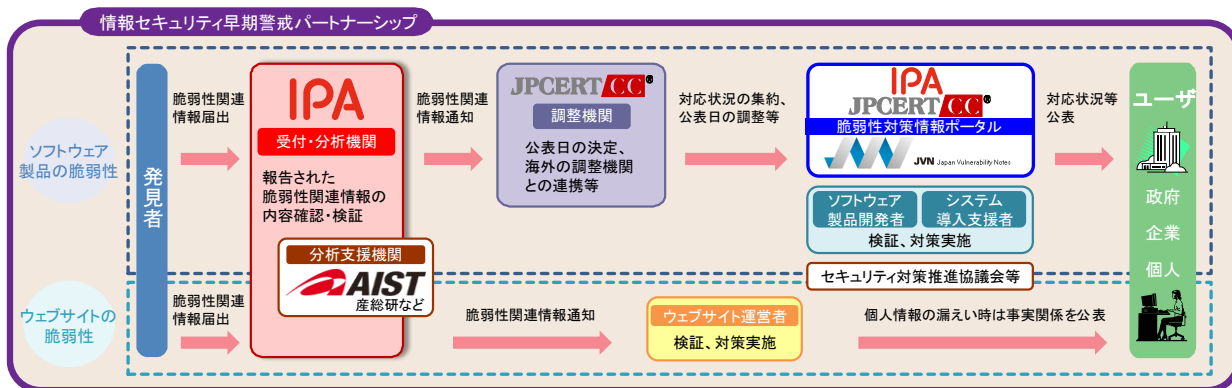 情報セキュリティ早期警戒パートナーシップ
ソフトウェア
製品の脆弱性
発見者
脆弱性関連
情報届出
IPA
受付・分析機関
報告された
脆弱性関連情報の
内容確認・検証
分析支援機関
AIST
産総研など
脆弱性関連
情報通知
JPCERT CC®
調整機関
公表日の決定、
海外の調整機関
との連携等
対応状況の集約、
公表日の調整等
IPA
JPCERT CC®
脆弱性対策情報ポータル
JVN Japan Vulnerability Notes
ソフトウェア
製品開発者
システム
導入支援者
検証、対策実施
セキュリティ対策推進協議会等
対応状況等
公表
ユーザ
政府
企業
個人
ウェブサイトの
脆弱性
脆弱性関連
情報届出
脆弱性関連情報通知
ウェブサイト運営者
検証、対策実施
個人情報の漏えい時は事実関係を公表